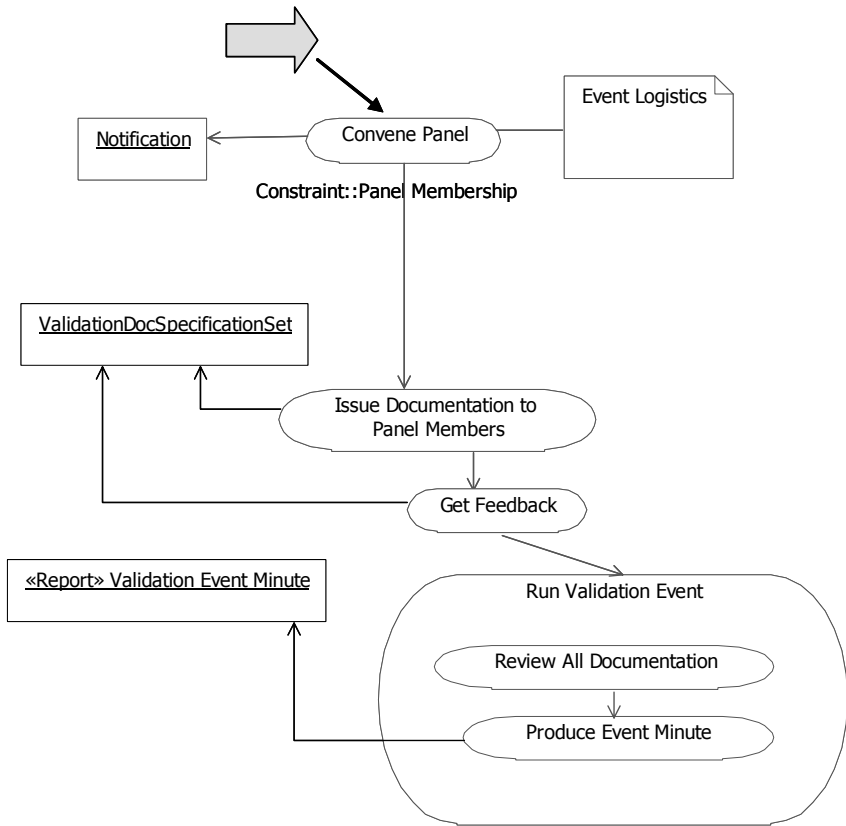 Event Logistics
Convene Panel
Notification
Constraint::Panel Membership
ValidationDocSpecificationSet
Issue Documentation to
Panel Members
Get Feedback
«Report» Validation Event Minute
Run Validation Event
Review All Documentation
Produce Event Minute